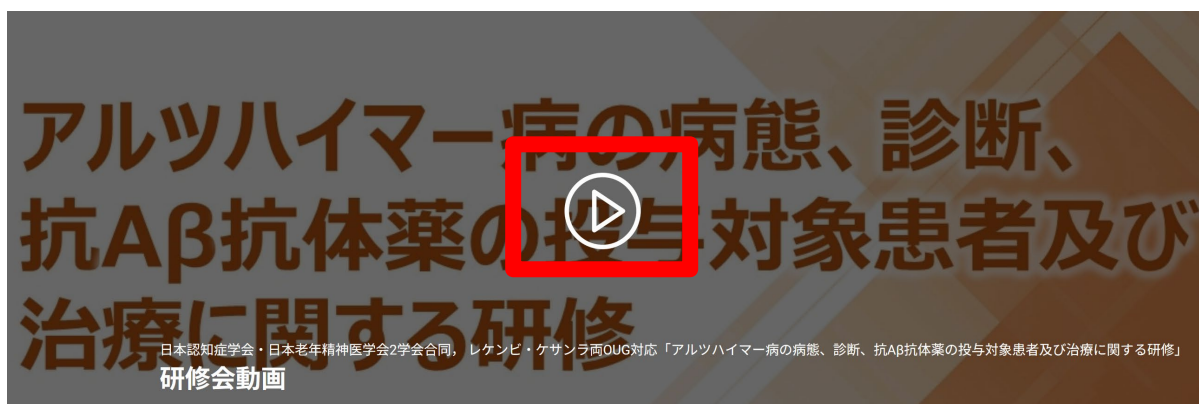 アルツハイマー病の病態、診断、
抗Aβ抗体薬の投与対象患者及び
治療に関する研修
日本認知症学会・日本老年精神医学会2学会合同， レケンビ・ケサンラ両OUG対応「アルツハイマー病の病態、診断、抗Aβ抗体薬の投与対象患者及び治療に関する研修」
研修会動画